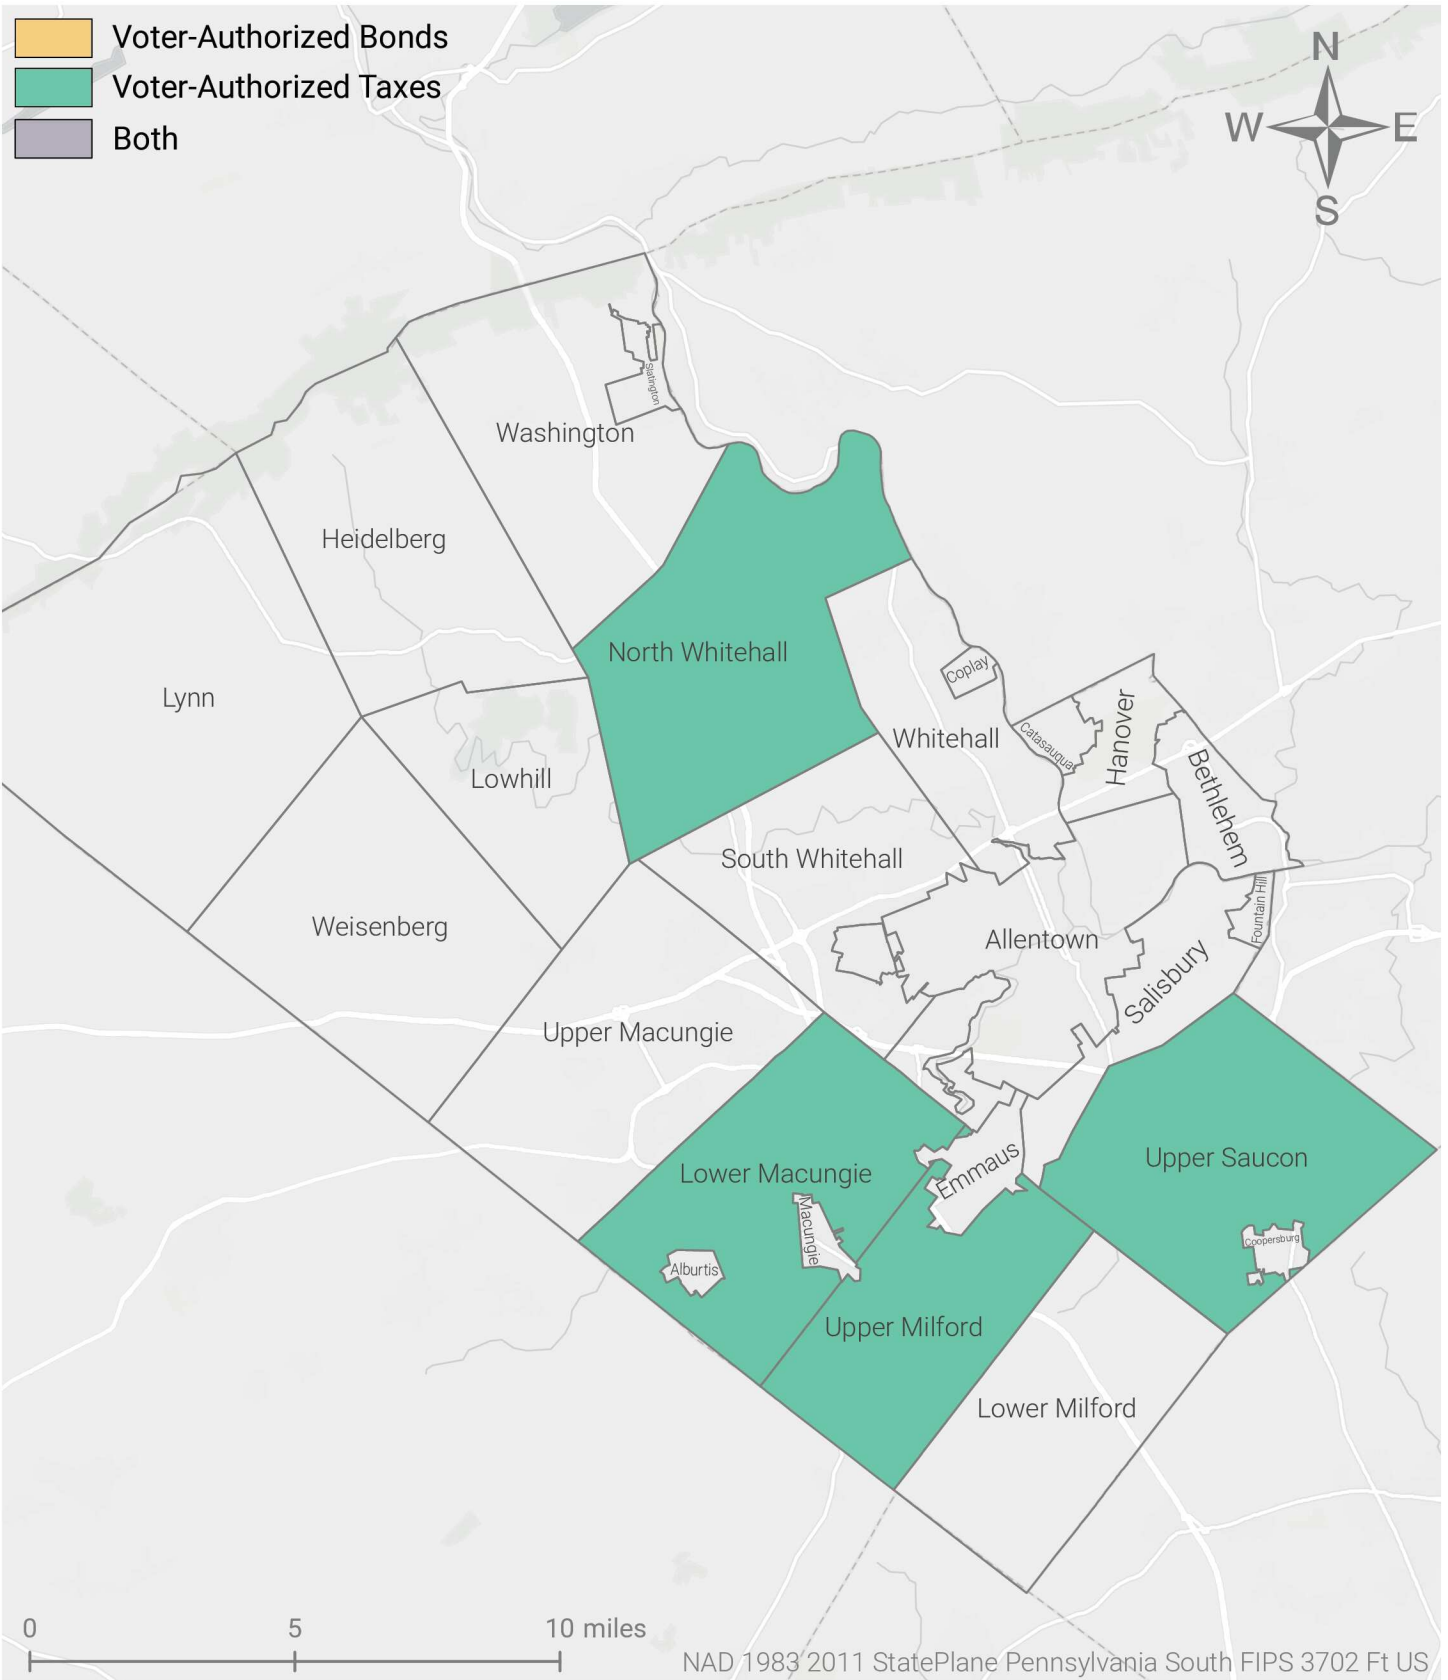 Voter-Authorized Bonds
Voter-Authorized Taxes
Both
N
W E
S
Slatington
Washington
Heidelberg
North Whitehall
Coplay
Lynn
Hanover
Whitehall
Catasauqua
Lowhill
Bethlehem
South Whitehall
Fountain Hill
Weisenberg
Allentown
Salisbury
Upper Macungie
Upper Saucon
Lower Macungie
Emmaus
Macungie
Coopersburg
Alburtis
Upper Milford
Lower Milford
0 5 10 miles
NAD 1983 2011 StatePlane Pennsylvania South FIPS 3702 Ft US